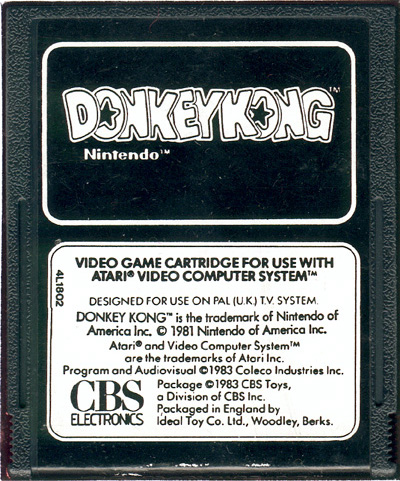 DONKEY KONG™
Nintendo™
4L1802
VIDEO GAME CARTRIDGE FOR USE WITH
ATARI® VIDEO COMPUTER SYSTEM™
DESIGNED FOR USE ON PAL (U.K.) T.V. SYSTEM.
DONKEY KONG™ is the trademark of Nintendo of
America Inc. © 1981 Nintendo of America Inc.
Atari® and Video Computer System™
are the trademarks of Atari Inc.
Program and Audiovisual ©1983 Coleco Industries Inc.
CBS
ELECTRONICS
Package ©1983 CBS Toys,
a Division of CBS Inc.
Packaged in England by
Ideal Toy Co. Ltd., Woodley, Berks.